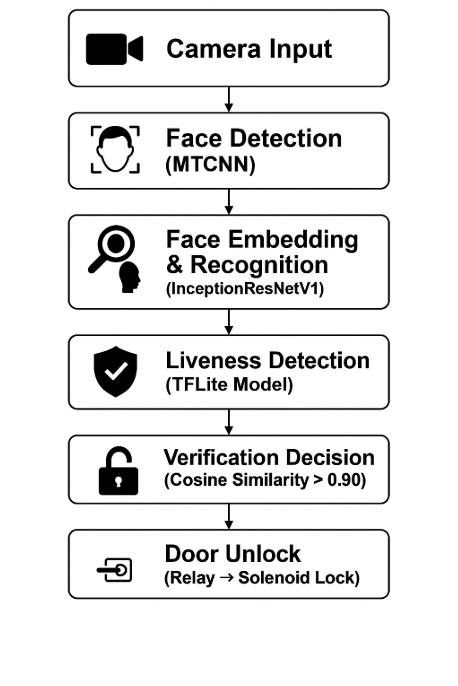 Camera Input
Face Detection
(MTCNN)
Face Embedding
& Recognition
(InceptionResNetV1)
Liveness Detection
(TFLite Model)
Verification Decision
(Cosine Similarity > 0.90)
Door Unlock
(Relay → Solenoid Lock)